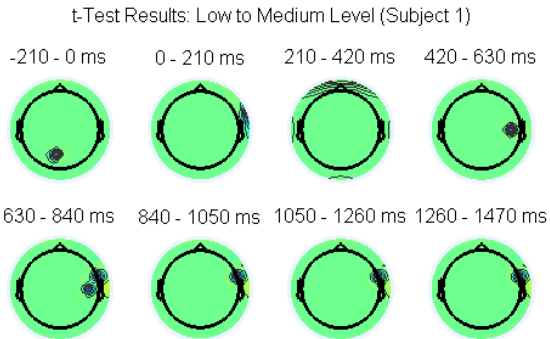 t-Test Results: Low to Medium Level (Subject 1)
-210 - 0 ms 0 - 210 ms 210 - 420 ms 420 - 630 ms
630 - 840 ms 840 - 1050 ms 1050 - 1260 ms 1260 - 1470 ms